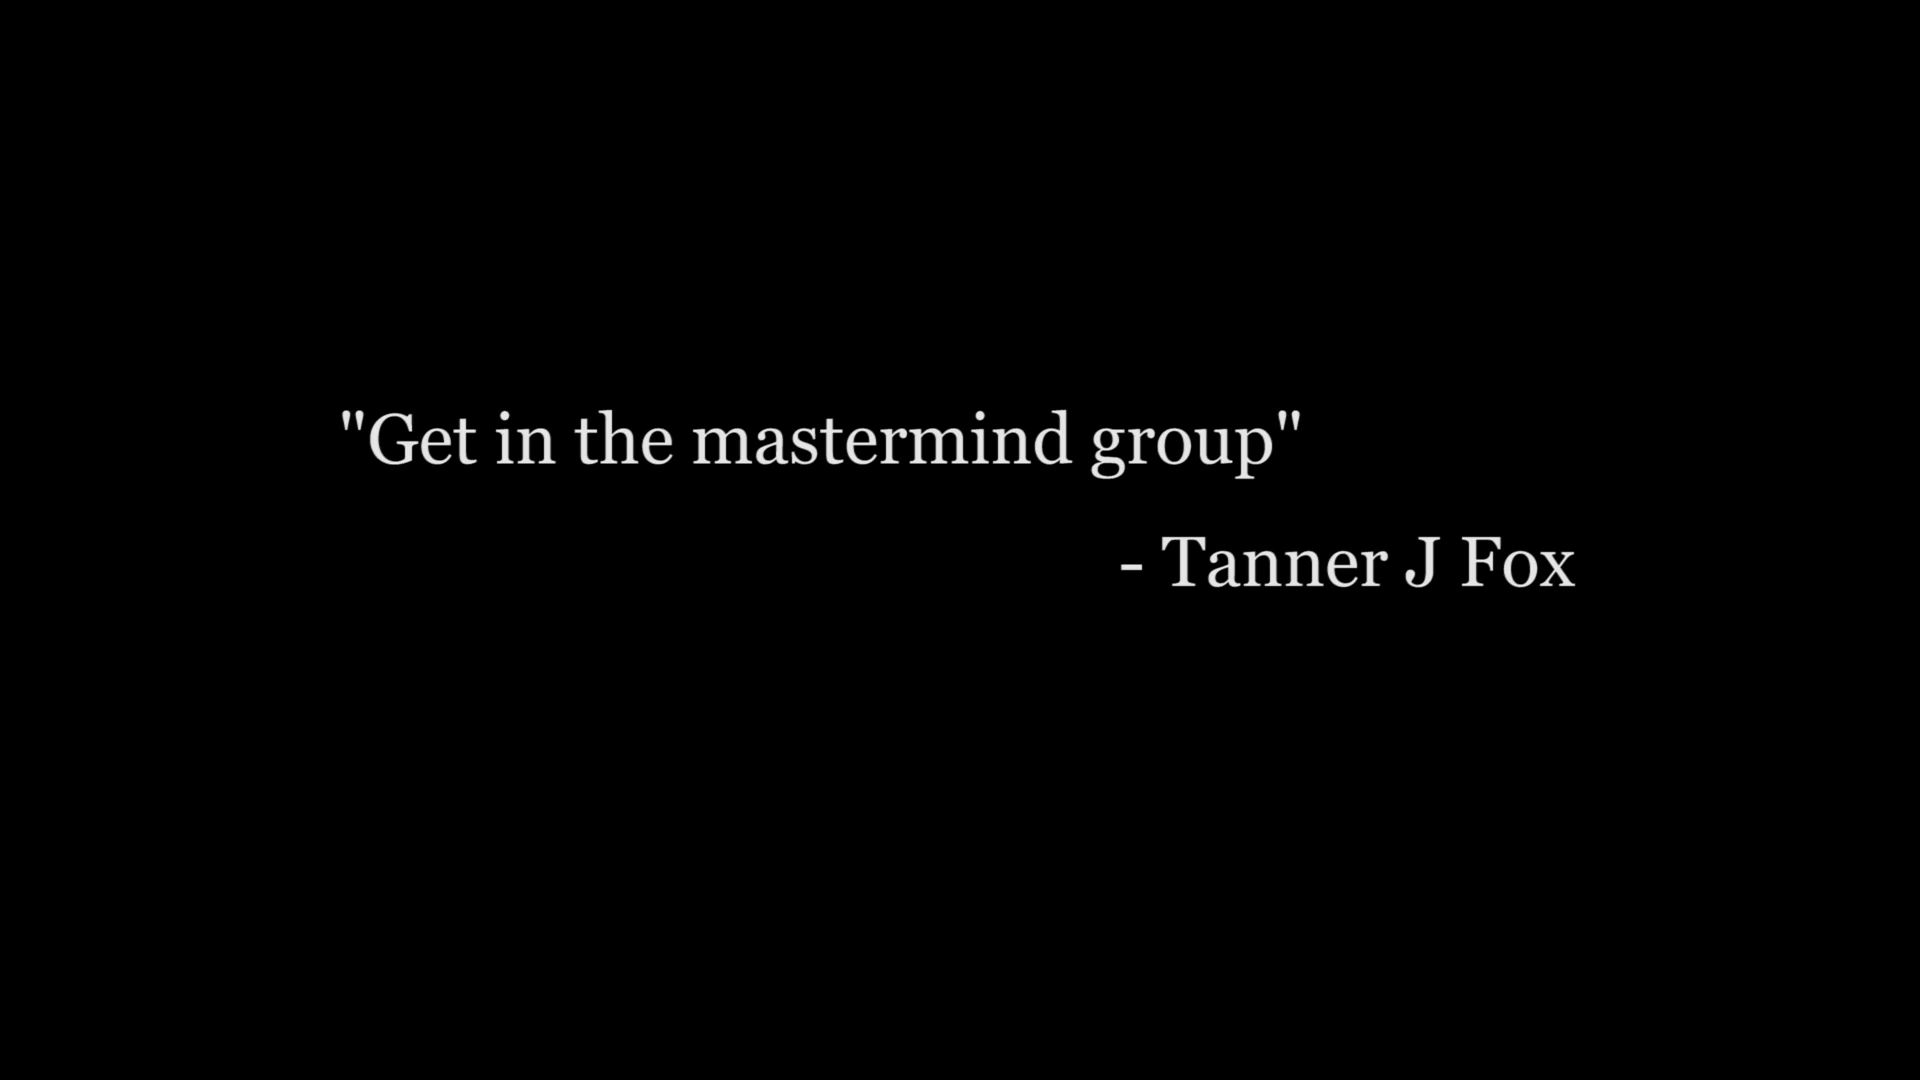 "Get in the mastermind group"
- Tanner J Fox